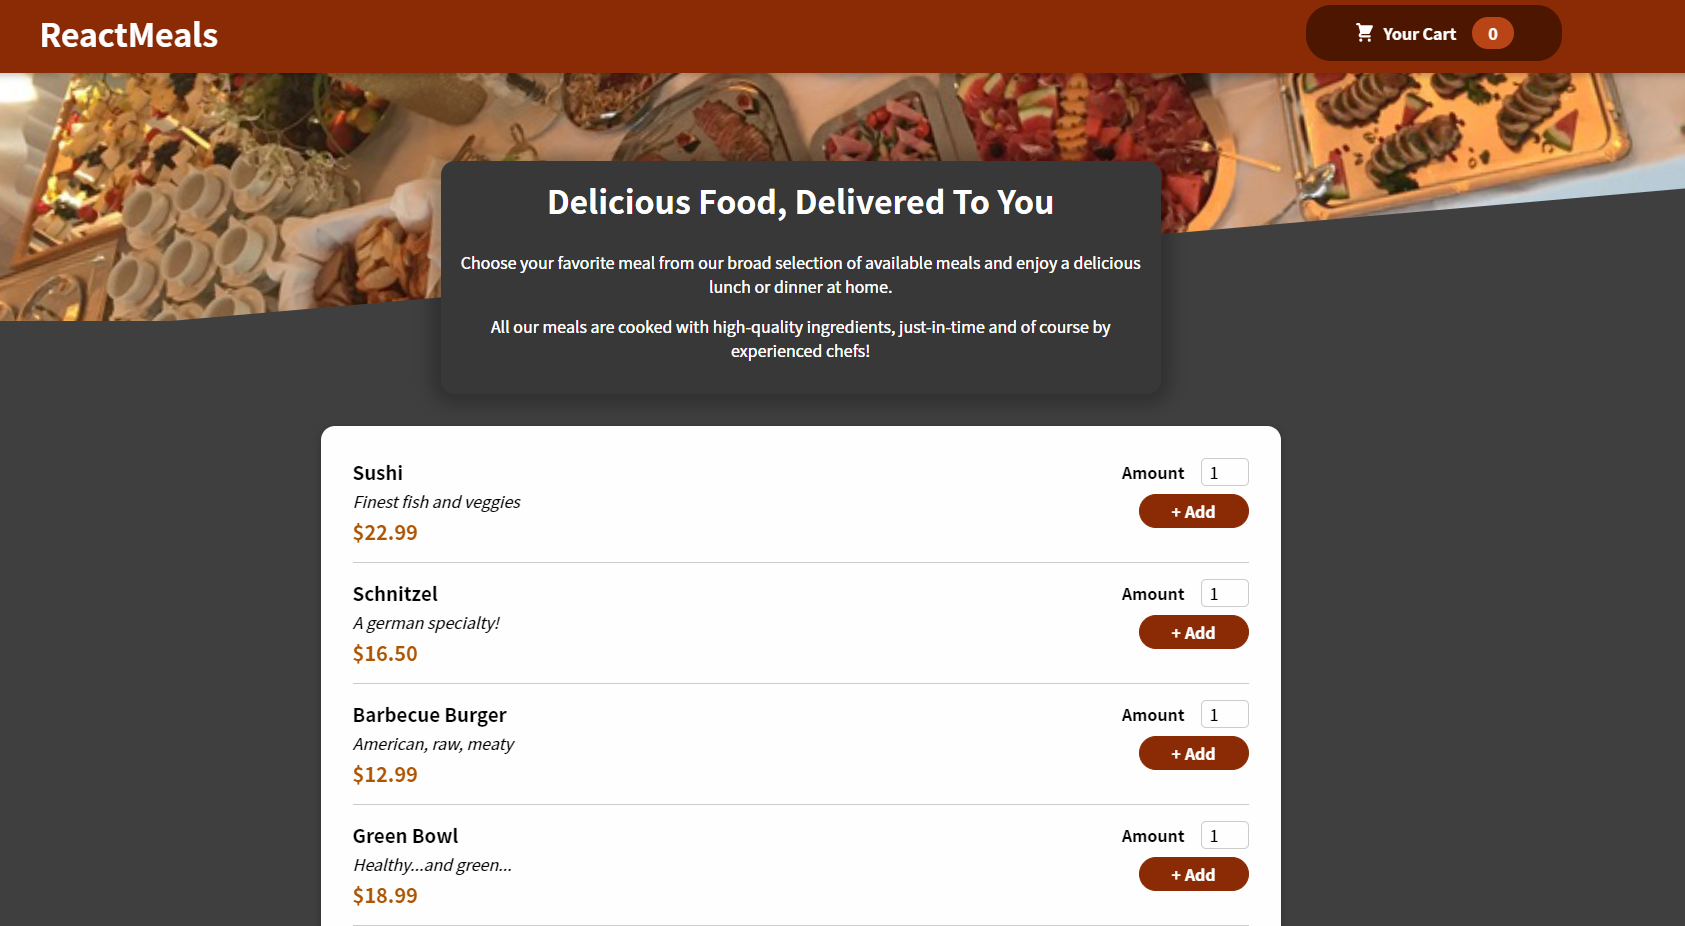 ReactMeals
Your Cart 0
Delicious Food, Delivered To You
Choose your favorite meal from our broad selection of available meals and enjoy a delicious
lunch or dinner at home.
All our meals are cooked with high-quality ingredients, just-in-time and of course by
experienced chefs!
Sushi
Finest fish and veggies
$22.99
Amount 1
+ Add
Schnitzel
A german specialty!
$16.50
Amount 1
+ Add
Barbecue Burger
American, raw, meaty
$12.99
Amount 1
+ Add
Green Bowl
Healthy...and green...
$18.99
Amount 1
+ Add